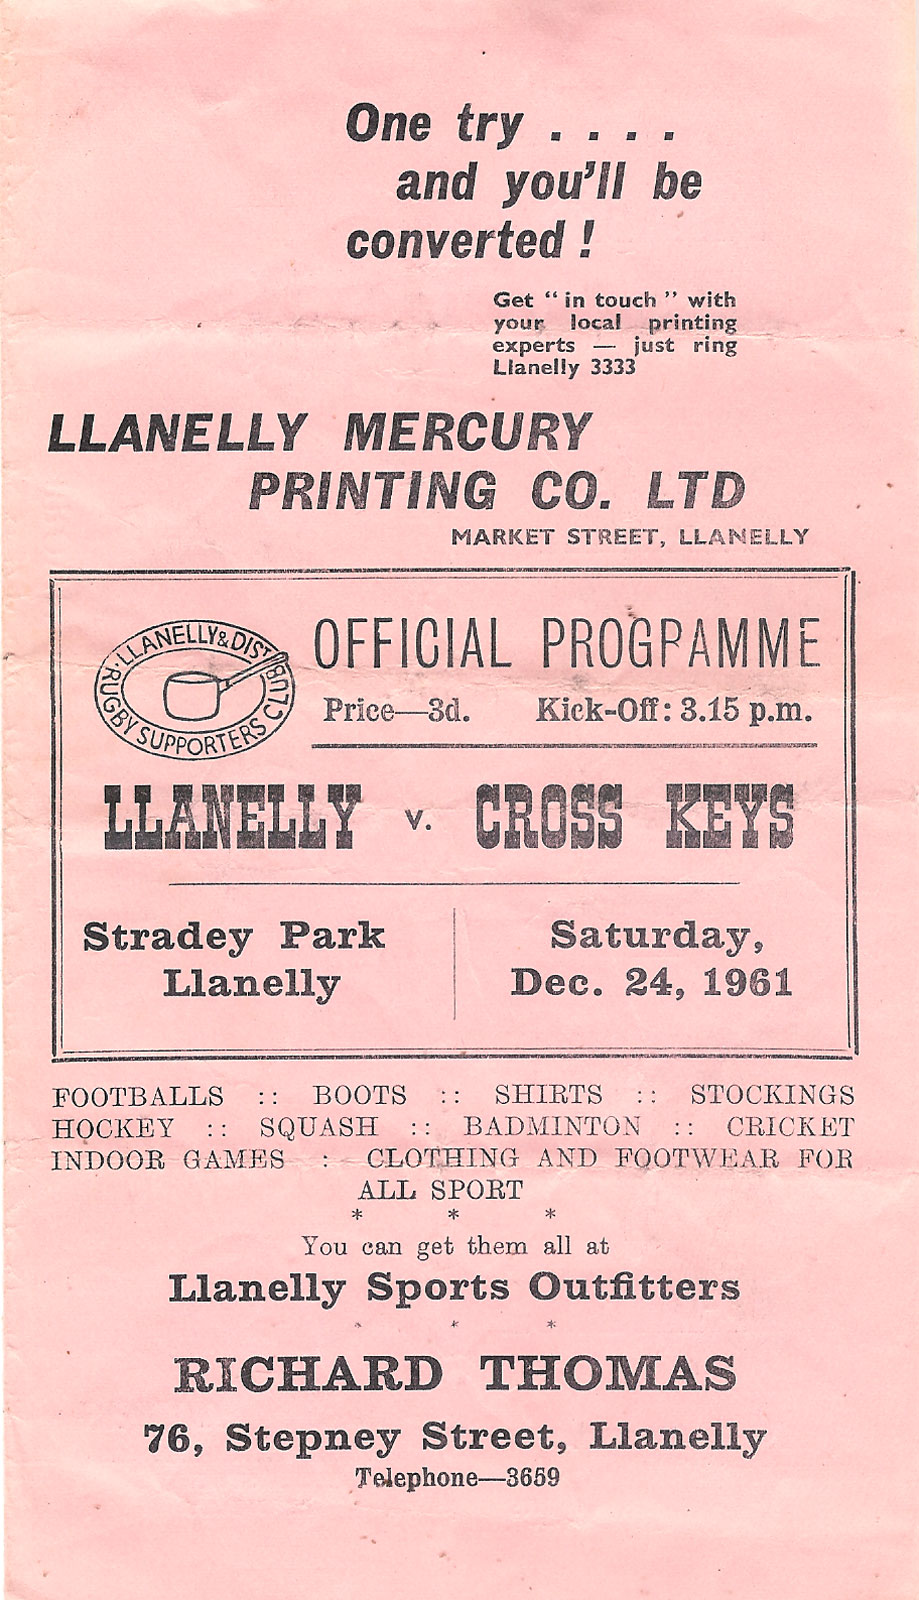 One try . . . .
and you'll be
converted !
Get " in touch " with
your local printing
experts — just ring
Llanelly 3333
LLANELLY MERCURY
PRINTING CO. LTD
MARKET STREET, LLANELLY
LLANELLY & DIST
RUGBY SUPPORTERS CLUB
OFFICIAL PROGRAMME
Price—3d. Kick-Off: 3.15 p.m.
LLANELLY v. CROSS KEYS
Stradey Park
Llanelly
Saturday,
Dec. 24, 1961
FOOTBALLS :: BOOTS :: SHIRTS :: STOCKINGS
HOCKEY :: SQUASH :: BADMINTON :: CRICKET
INDOOR GAMES : CLOTHING AND FOOTWEAR FOR
ALL SPORT
* * *
You can get them all at
Llanelly Sports Outfitters
* * *
RICHARD THOMAS
76, Stepney Street, Llanelly
Telephone—3659